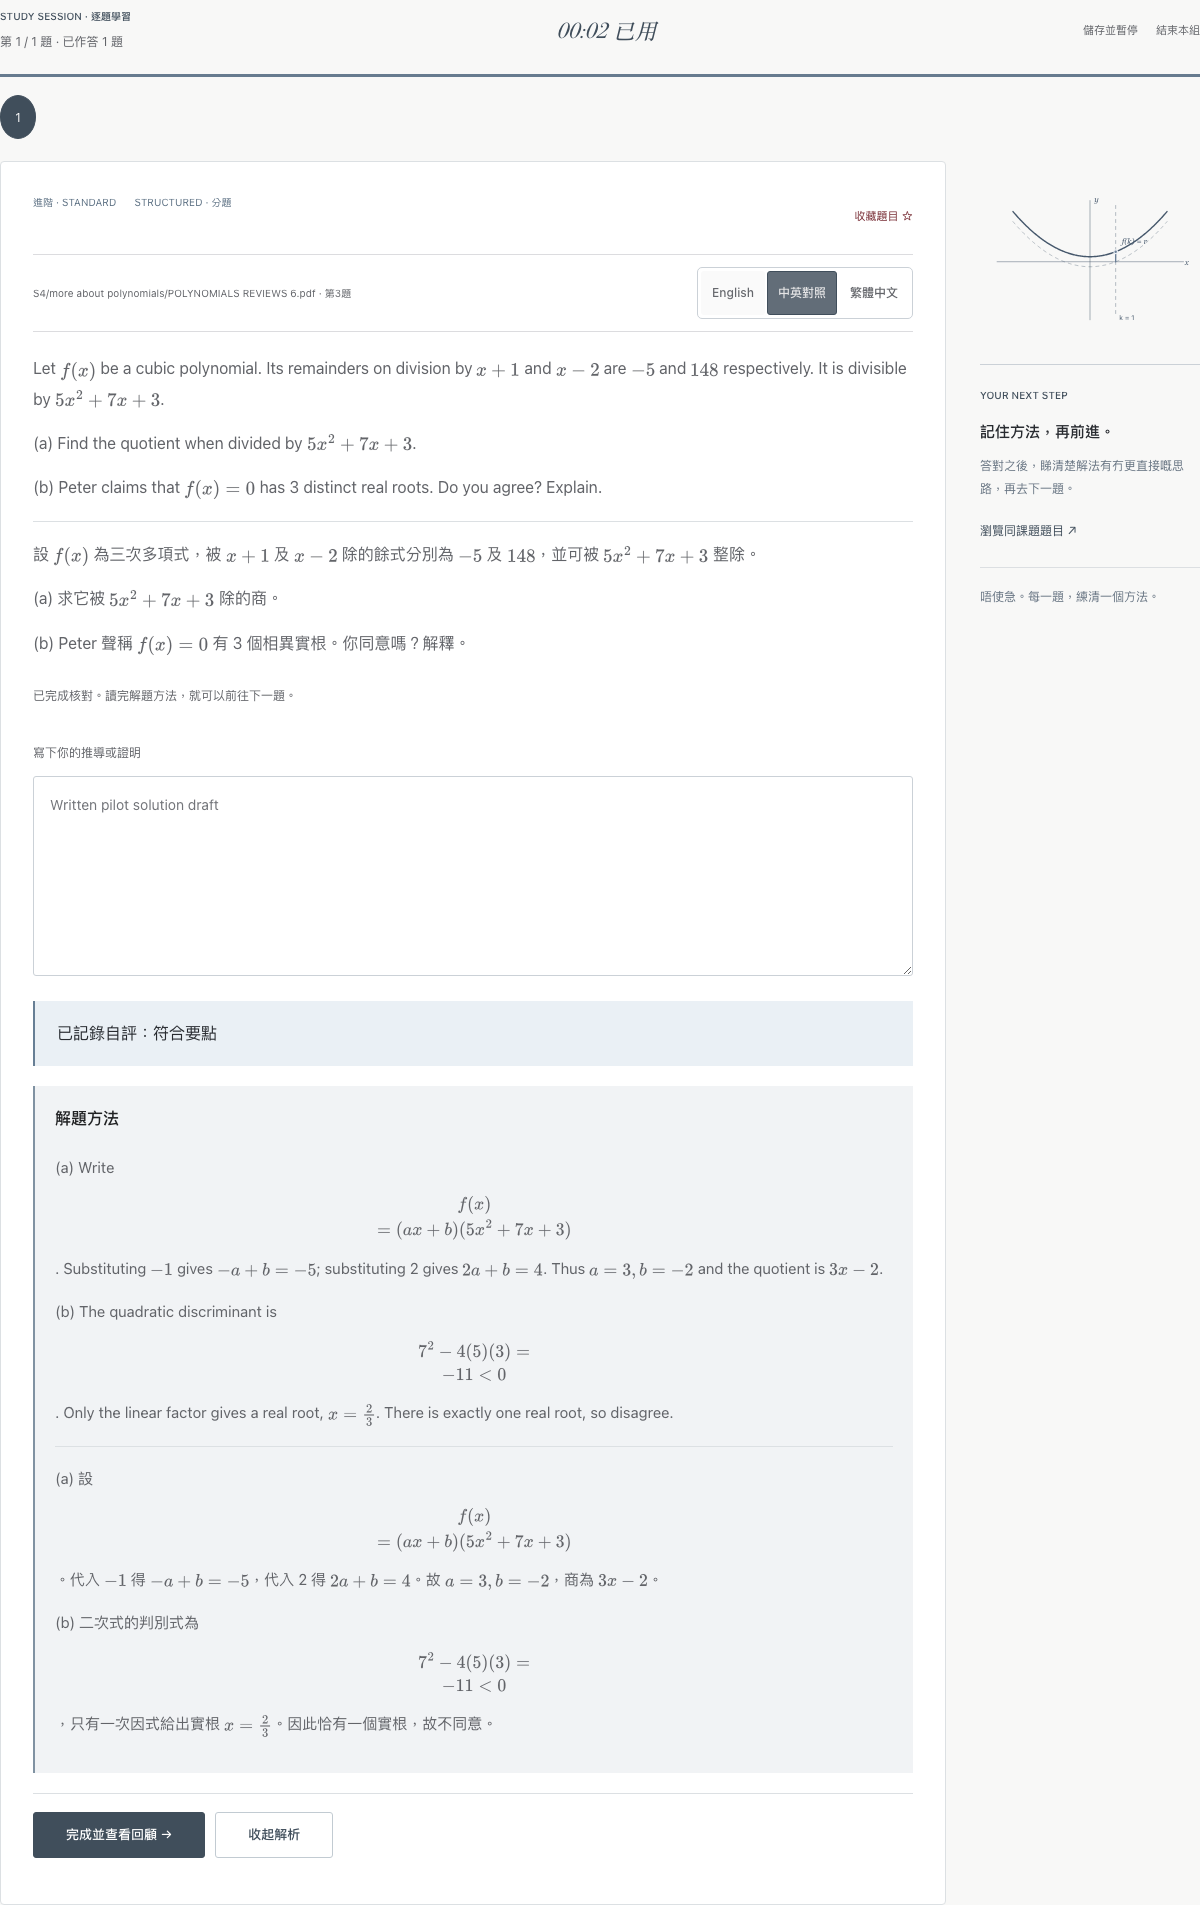 STUDY SESSION · 逐題學習
第 1 / 1 題 · 已作答 1 題
00:02 已用
儲存並暫停 結束本組
1
進階 · STANDARD STRUCTURED · 分題
收藏題目 ☆
S4/more about polynomials/POLYNOMIALS REVIEWS 6.pdf · 第3題
English 中英對照 繁體中文
Let f(x) be a cubic polynomial. Its remainders on division by x + 1 and x − 2 are −5 and 148 respectively. It is divisible
by 5x² + 7x + 3.
(a) Find the quotient when divided by 5x² + 7x + 3.
(b) Peter claims that f(x) = 0 has 3 distinct real roots. Do you agree? Explain.
設 f(x) 為三次多項式，被 x + 1 及 x − 2 除的餘式分別為 −5 及 148，並可被 5x² + 7x + 3 整除。
(a) 求它被 5x² + 7x + 3 除的商。
(b) Peter 聲稱 f(x) = 0 有 3 個相異實根。你同意嗎？解釋。
已完成核對。讀完解題方法，就可以前往下一題。
寫下你的推導或證明
Written pilot solution draft
已記錄自評：符合要點
解題方法
(a) Write
f(x)
= (ax + b)(5x² + 7x + 3)
. Substituting −1 gives −a + b = −5; substituting 2 gives 2a + b = 4. Thus a = 3, b = −2 and the quotient is 3x − 2.
(b) The quadratic discriminant is
7² − 4(5)(3) =
−11 < 0
. Only the linear factor gives a real root, x = 2/3. There is exactly one real root, so disagree.
(a) 設
f(x)
= (ax + b)(5x² + 7x + 3)
。代入 −1 得 −a + b = −5，代入 2 得 2a + b = 4。故 a = 3, b = −2，商為 3x − 2。
(b) 二次式的判別式為
7² − 4(5)(3) =
−11 < 0
，只有一次因式給出實根 x = 2/3。因此恰有一個實根，故不同意。
完成並查看回顧 → 收起解析
y
f(k) = r
x
k = 1
YOUR NEXT STEP
記住方法，再前進。
答對之後，睇清楚解法有冇更直接嘅思
路，再去下一題。
瀏覽同課題題目 ↗
唔使急。每一題，練清一個方法。